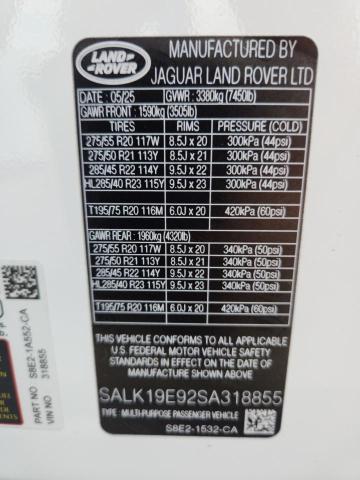 LAND
ROVER
MANUFACTURED BY
JAGUAR LAND ROVER LTD
DATE : 05/25 GVWR : 3380kg (7450lb)
GAWR FRONT : 1590kg (3505lb)
TIRES RIMS PRESSURE (COLD)
275/55 R20 117W 8.5J x 20 300kPA (44psi)
275/50 R21 113Y 8.5J x 21 300kPA (44psi)
285/45 R22 114Y 9.5J x 22 300kPA (44psi)
HL285/40 R23 115Y 9.5J x 23 300kPA (44psi)
T195/75 R20 116M 6.0J x 20 420kPA (60psi)
GAWR REAR: 1960kg (4320lb)
275/55 R20 117W 8.5J x 20 340kPA (50psi)
275/50 R21 113Y 8.5J x 21 340kPA (50psi)
285/45 R22 114Y 9.5J x 22 340kPA (50psi)
HL285/40 R23 115Y 9.5J x 23 340kPA (50psi)
T195/75 R20 116M 6.0J x 20 420kPA (60psi)
THIS VEHICLE CONFORMS TO ALL APPLICABLE
U.S. FEDERAL MOTOR VEHICLE SAFETY
STANDARDS IN EFFECT ON THE DATE OF
MANUFACTURE SHOWN ABOVE
SALK19E92SA318855
TYPE: MULTI-PURPOSE PASSENGER VEHICLE
S8E2-1532-CA
PART NO S8E2-1A552-CA
VIN NO 318855